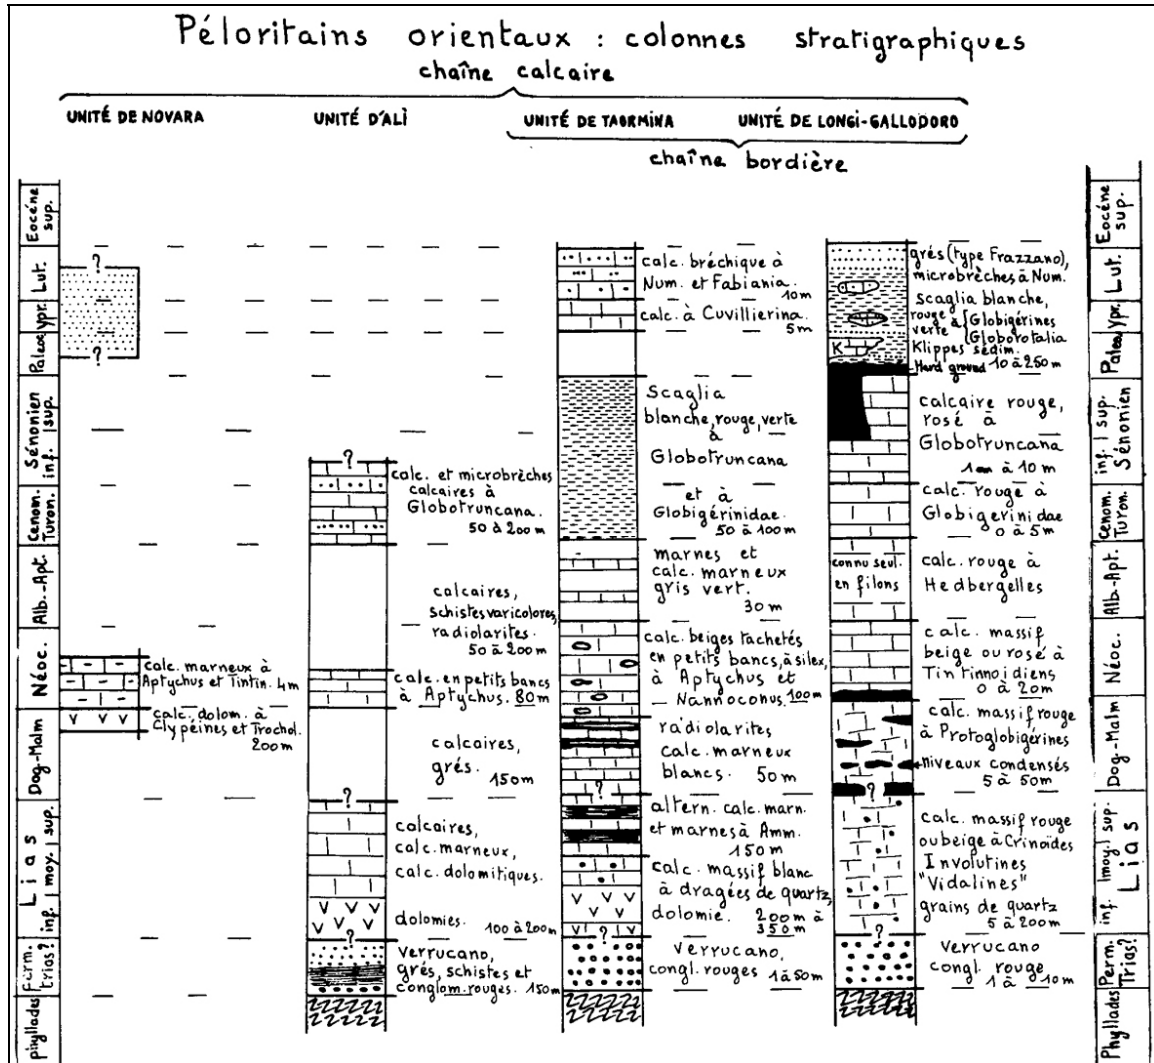 Péloritains orientaux : colonnes stratigraphiques
chaîne calcaire
UNITÉ DE NOVARA
UNITÉ D'ALÌ
UNITÉ DE TAORMINA
UNITÉ DE LONGI-GALLODORO
chaîne bordière
Eocéne sup.
Lut.
Ypr.
Paleoc
Sénonien
inf. | sup.
Cenom.
Turon.
Alb.-Apt.
Néoc.
Dog-Malm
Lias
inf. | moy. | sup.
Perm.
trias?
phyllades
?
?
calc. marneux à
Aptychus et Tintin. 4m
calc. dolom. à
Clypéines et Trochol.
200m
?
calc. et microbrèches
calcaires à
Globotruncana.
50 à 200m
calcaires,
schistes varicolores,
radiolarites.
50 à 200m
calc. en petits bancs
à Aptychus. 80m
calcaires,
grés. 150m
?
calcaires,
calc. marneux,
calc. dolomitiques.
dolomies. 100 à 200m
?
Verrucano,
grés, schistes et
conglom. rouges. 150m
calc. bréchique à
Num. et Fabiania.
10m
calc. à Cuvillierina.
5m
Scaglia
blanche, rouge, verte
à
Globotruncana
et à
Globigérinidae.
50 à 100m
marnes et
calc. marneux
gris vert.
30m
calc. beiges tachetés
en petits bancs, à silex,
à Aptychus et
Nannoconus. 100m
radiolarites
calc. marneux
blancs. 50m
?
altern. calc. marn.
et marnes à Amm.
150m
calc. massif blanc
à dragées de quartz,
dolomie. 200m à
350m
?
Verrucano,
congl. rouges 1 à 50m
grés (type Frazzano),
microbrèches à Num.
scaglia blanche,
rouge à Globigérines
verte Globorotalia
K Klippes sédim.
Hard ground 10 à 250m
calcaire rouge,
rosé à
Globotruncana
1m à 10m
calc. rouge à
Globigerinidae
0 à 5m
connu seul.
en filons
calc. rouge à
Hedbergelles
calc. massif
beige ou rosé à
Tintinnoidiens
0 à 20m
calc. massif rouge
à Protoglobigérines
niveaux condensés
5 à 50m
?
calc. massif rouge
ou beige à Crinoïdes
Involutines
"Vidalines"
grains de quartz
5 à 200m
?
Verrucano
congl. rouge
1 à 10m
Eocéne sup.
Lut.
Ypr.
Paleoc
inf. | sup.
Sénonien
Cenom.
Turon.
Alb.-Apt.
Néoc.
Dog-Malm
inf. | moy. | sup.
Lias
Perm.
Trias?
Phyllades